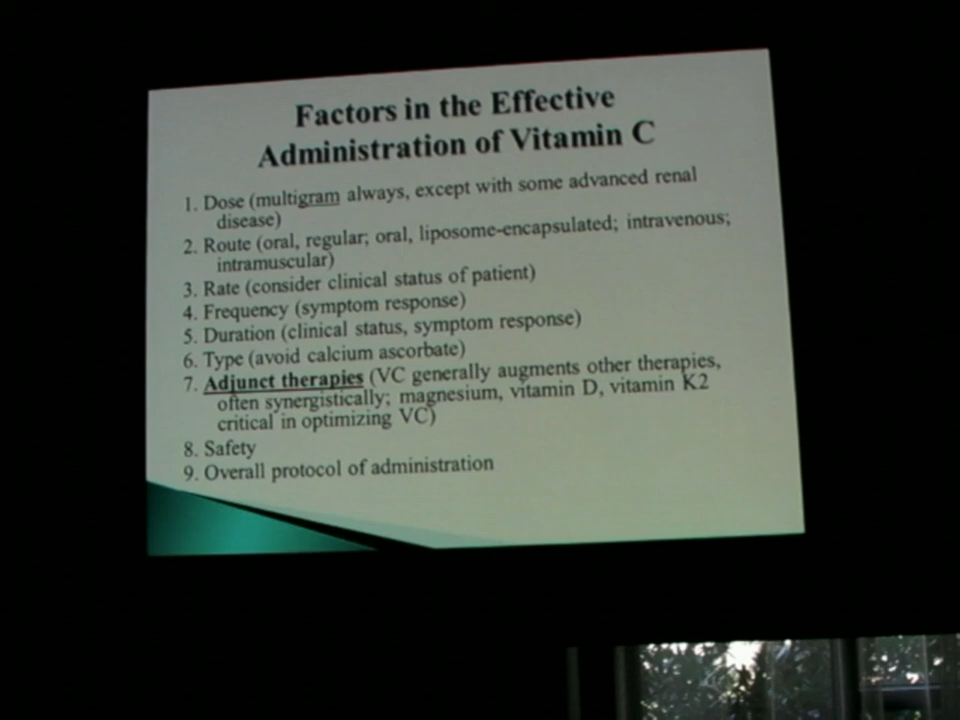 Factors in the Effective
Administration of Vitamin C
1. Dose (multigram always, except with some advanced renal
disease)
2. Route (oral, regular; oral, liposome-encapsulated; intravenous;
intramuscular)
3. Rate (consider clinical status of patient)
4. Frequency (symptom response)
5. Duration (clinical status, symptom response)
6. Type (avoid calcium ascorbate)
7. Adjunct therapies (VC generally augments other therapies,
often synergistically; magnesium, vitamin D, vitamin K2
critical in optimizing VC)
8. Safety
9. Overall protocol of administration